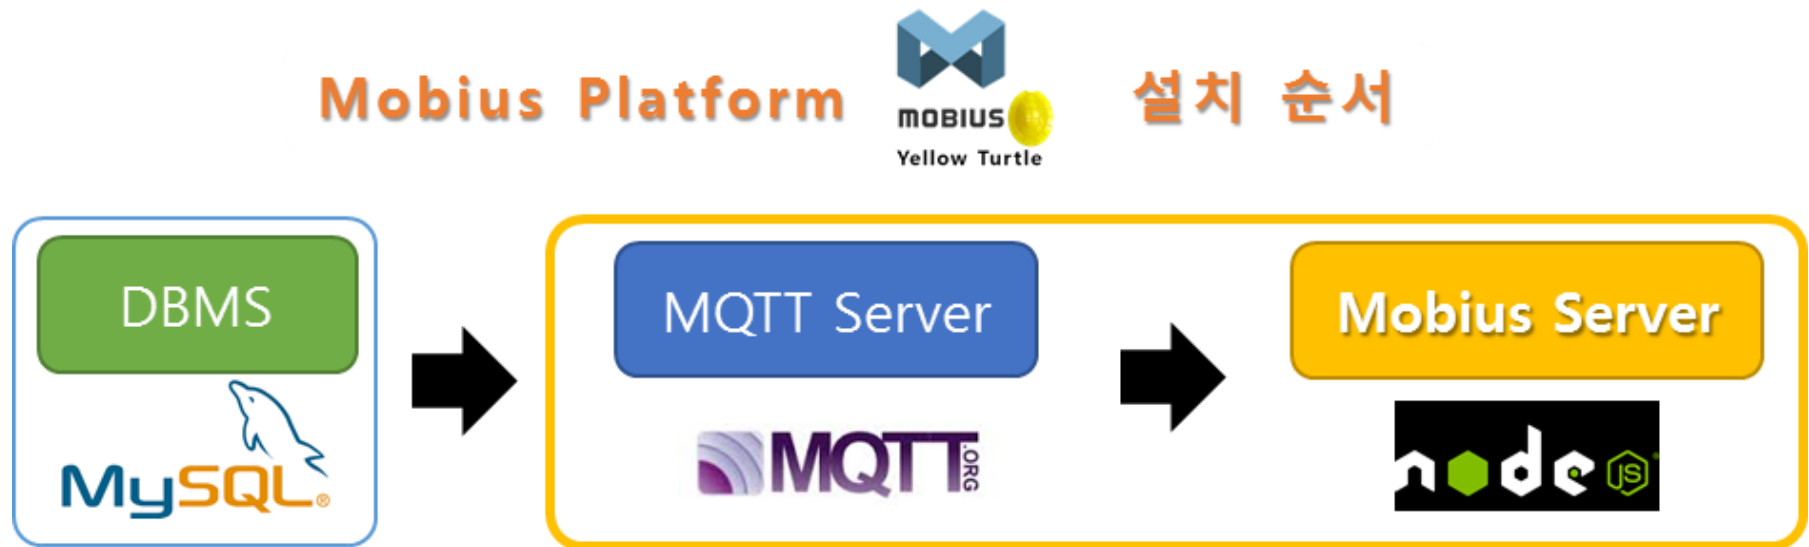 Mobius Platform
MOBIUS
Yellow Turtle
설치 순서
DBMS
MySQL®
MQTT Server
MQTT.ORG
Mobius Server
node JS